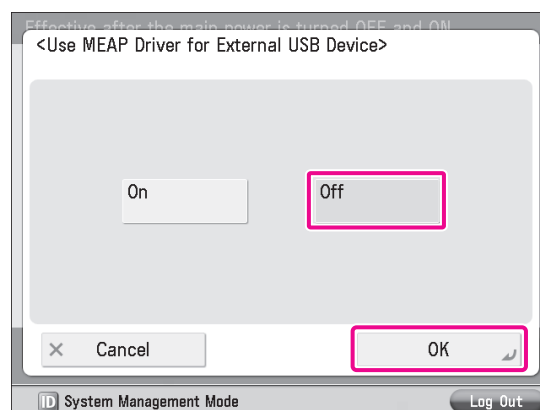 Effective after the main power is turned OFF and ON
<Use MEAP Driver for External USB Device>
On
Off
× Cancel
OK
ID System Management Mode
Log Out